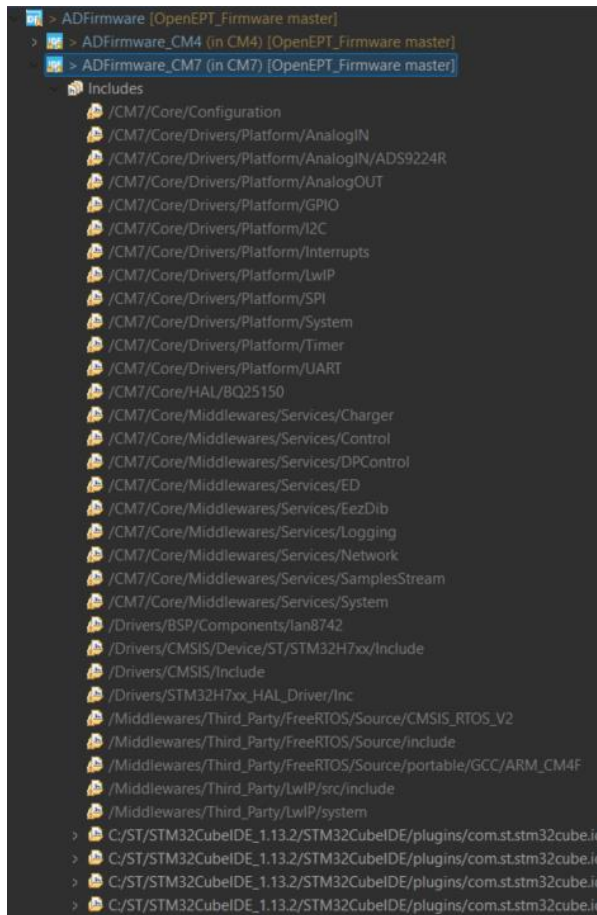 > ADFirmware [OpenEPT_Firmware master]
> ADFirmware_CM4 (in CM4) [OpenEPT_Firmware master]
> ADFirmware_CM7 (in CM7) [OpenEPT_Firmware master]
Includes
/CM7/Core/Configuration
/CM7/Core/Drivers/Platform/AnalogIN
/CM7/Core/Drivers/Platform/AnalogIN/ADS9224R
/CM7/Core/Drivers/Platform/AnalogOUT
/CM7/Core/Drivers/Platform/GPIO
/CM7/Core/Drivers/Platform/I2C
/CM7/Core/Drivers/Platform/Interrupts
/CM7/Core/Drivers/Platform/LwIP
/CM7/Core/Drivers/Platform/SPI
/CM7/Core/Drivers/Platform/System
/CM7/Core/Drivers/Platform/Timer
/CM7/Core/Drivers/Platform/UART
/CM7/Core/HAL/BQ25150
/CM7/Core/Middlewares/Services/Charger
/CM7/Core/Middlewares/Services/Control
/CM7/Core/Middlewares/Services/DPControl
/CM7/Core/Middlewares/Services/ED
/CM7/Core/Middlewares/Services/EezDib
/CM7/Core/Middlewares/Services/Logging
/CM7/Core/Middlewares/Services/Network
/CM7/Core/Middlewares/Services/SamplesStream
/CM7/Core/Middlewares/Services/System
/Drivers/BSP/Components/lan8742
/Drivers/CMSIS/Device/ST/STM32H7xx/Include
/Drivers/CMSIS/Include
/Drivers/STM32H7xx_HAL_Driver/Inc
/Middlewares/Third_Party/FreeRTOS/Source/CMSIS_RTOS_V2
/Middlewares/Third_Party/FreeRTOS/Source/include
/Middlewares/Third_Party/FreeRTOS/Source/portable/GCC/ARM_CM4F
/Middlewares/Third_Party/LwIP/src/include
/Middlewares/Third_Party/LwIP/system
C:/ST/STM32CubeIDE_1.13.2/STM32CubeIDE/plugins/com.st.stm32cube.i
C:/ST/STM32CubeIDE_1.13.2/STM32CubeIDE/plugins/com.st.stm32cube.i
C:/ST/STM32CubeIDE_1.13.2/STM32CubeIDE/plugins/com.st.stm32cube.i
C:/ST/STM32CubeIDE_1.13.2/STM32CubeIDE/plugins/com.st.stm32cube.i